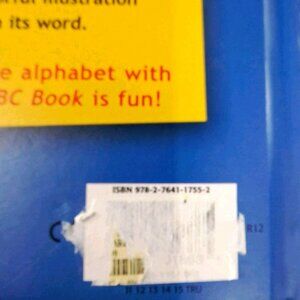 its word.
e alphabet with
BC Book is fun!
ISBN 978-2-7641-1755-2
R12
11 12 13 14 15 TRU